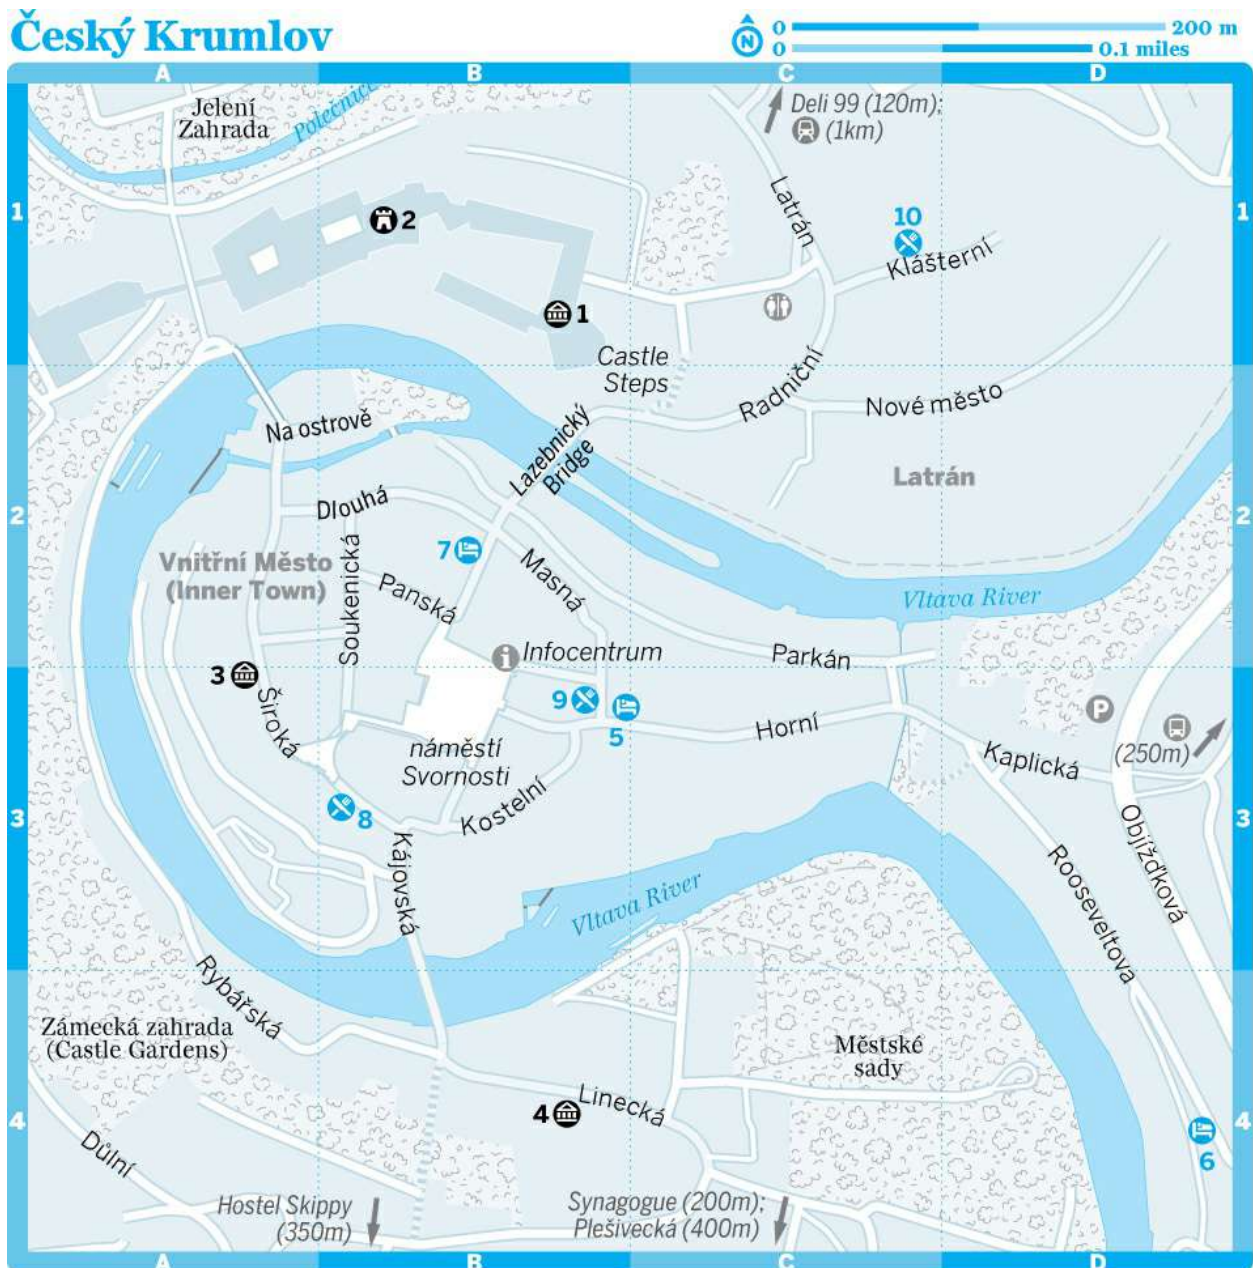 Český Krumlov
N
0 200 m
0 0.1 miles
A B C D
Jelení
Zahrada
Polečnice
Deli 99 (120m);
(1km)
1 1
2
Latrán
10
Klášterní
1
Castle
Steps
Radniční
Na ostrově
Lazebnický
Bridge
Nové město
Latrán
Dlouhá
2 2
Vnitřní Město
(Inner Town)
Soukenická
7
Masná
Panská
Vltava River
3
i Infocentrum
Parkán
Široká
9
5
Horní
P
náměstí
Svornosti
Kaplická
(250m)
8
Kostelní
3 3
Kájovská
Objížďková
Rooseveltova
Vltava River
Rybářská
Zámecká zahrada
(Castle Gardens)
Městské
sady
4
Linecká
4 4
Důlní
6
Hostel Skippy
(350m)
Synagogue (200m);
Plešivecká (400m)
A B C D